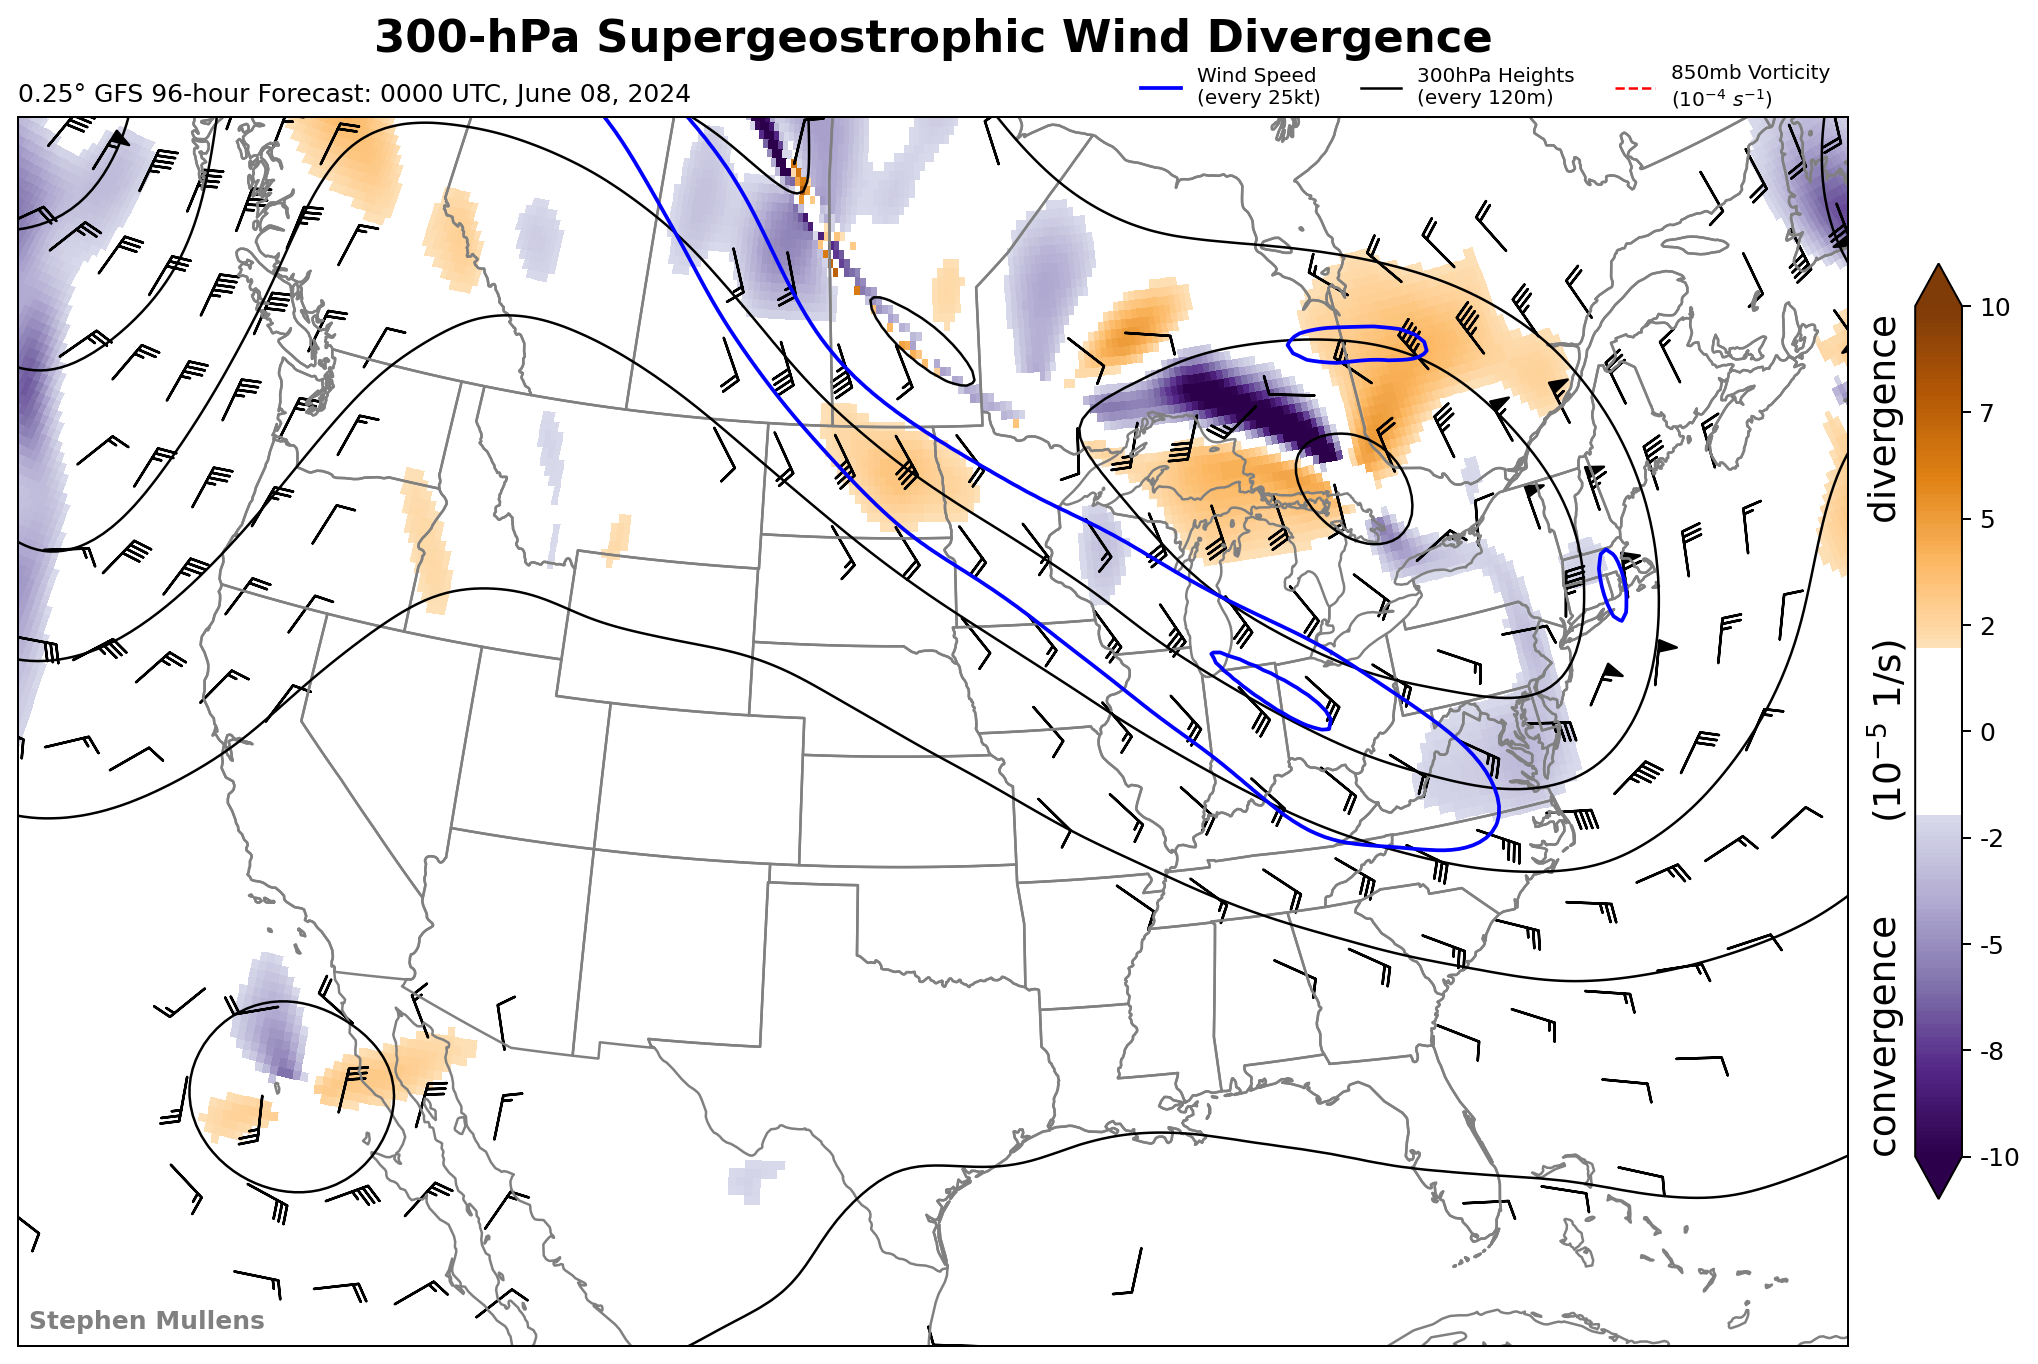 300-hPa Supergeostrophic Wind Divergence
0.25° GFS 96-hour Forecast: 0000 UTC, June 08, 2024
Wind Speed
(every 25kt)
300hPa Heights
(every 120m)
850mb Vorticity
(10⁻⁴ s⁻¹)
10
7
5
2
0
-2
-5
-8
-10
convergence (10⁻⁵ 1/s) divergence
Stephen Mullens